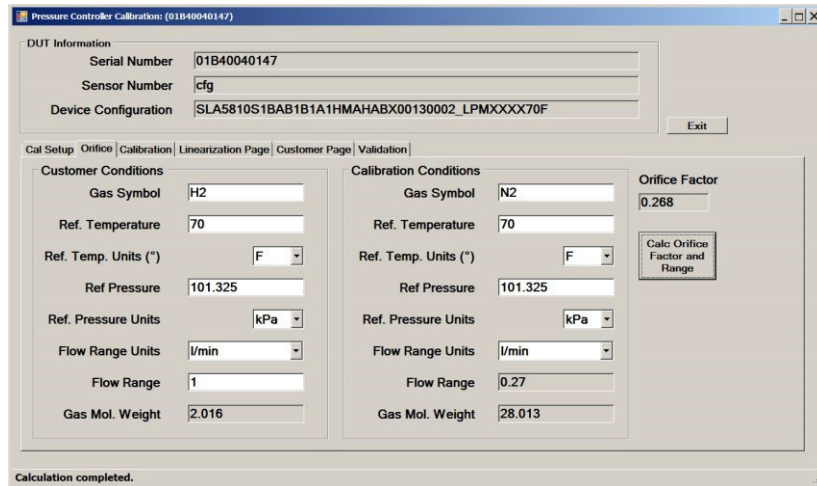 Pressure Controller Calibration: (01B40040147)
DUT Information
Serial Number 01B40040147
Sensor Number cfg
Device Configuration SLA5810S1BAB1B1A1HMAHABX00130002_LPMXXXX70F
Exit
Cal Setup Orifice Calibration Linearization Page Customer Page Validation
Customer Conditions
Gas Symbol H2
Ref. Temperature 70
Ref. Temp. Units (°) F
Ref Pressure 101.325
Ref. Pressure Units kPa
Flow Range Units l/min
Flow Range 1
Gas Mol. Weight 2.016
Calibration Conditions
Gas Symbol N2
Ref. Temperature 70
Ref. Temp. Units (°) F
Ref Pressure 101.325
Ref. Pressure Units kPa
Flow Range Units l/min
Flow Range 0.27
Gas Mol. Weight 28.013
Orifice Factor
0.268
Calc Orifice
Factor and
Range
Calculation completed.